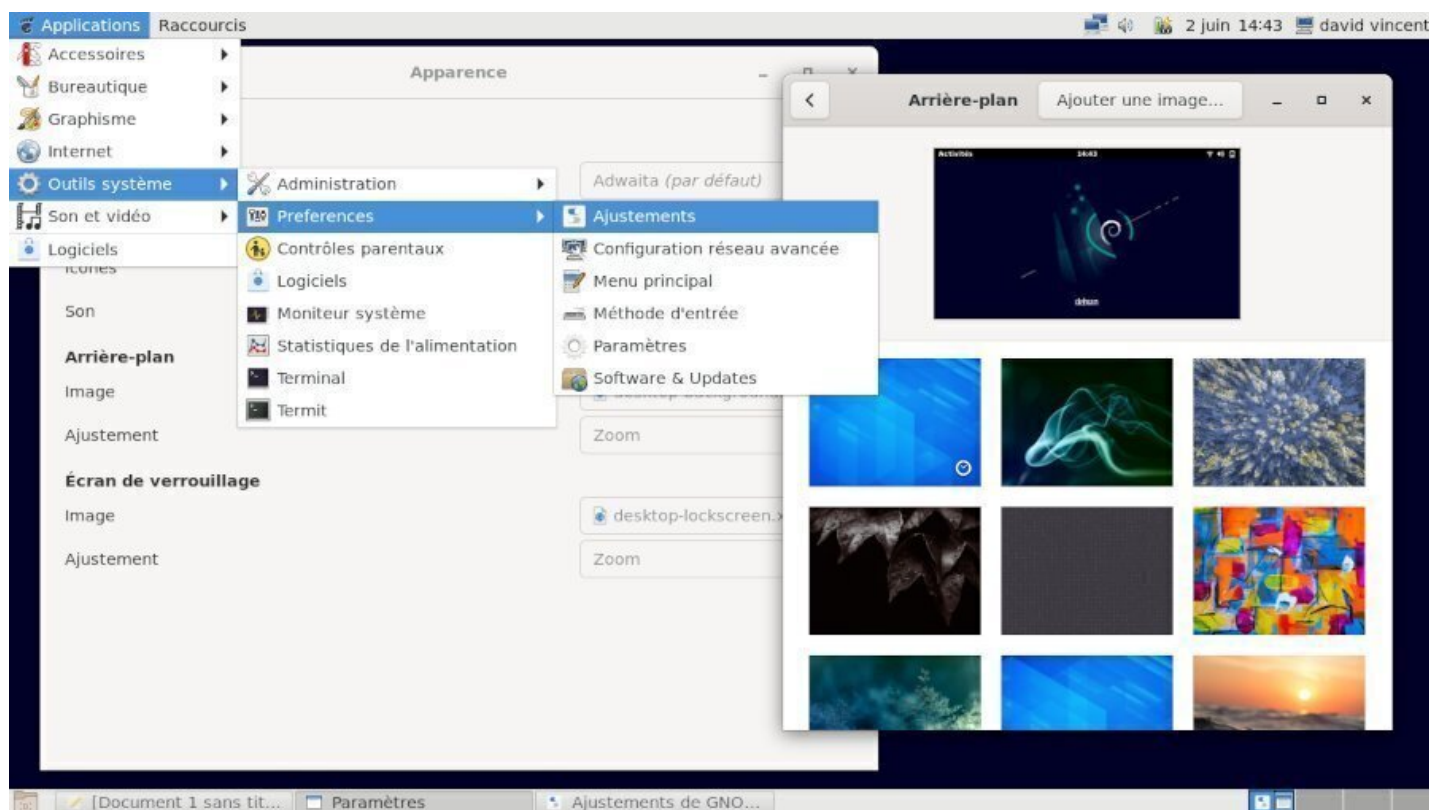 Applications Raccourcis 2 juin 14:43 david vincent
Accessoires
Bureautique
Graphisme
Internet
Outils système
Son et vidéo
Logiciels
Administration
Preferences
Contrôles parentaux
Logiciels
Moniteur système
Statistiques de l'alimentation
Terminal
Termit
Ajustements
Configuration réseau avancée
Menu principal
Méthode d'entrée
Paramètres
Software & Updates
Apparence
Adwaita (par défaut)
Icônes
Son
Arrière-plan
Image desktop-background
Ajustement Zoom
Écran de verrouillage
Image desktop-lockscreen.x
Ajustement Zoom
Arrière-plan Ajouter une image...
Activités 14:43
debian
[Document 1 sans tit... Paramètres Ajustements de GNO...